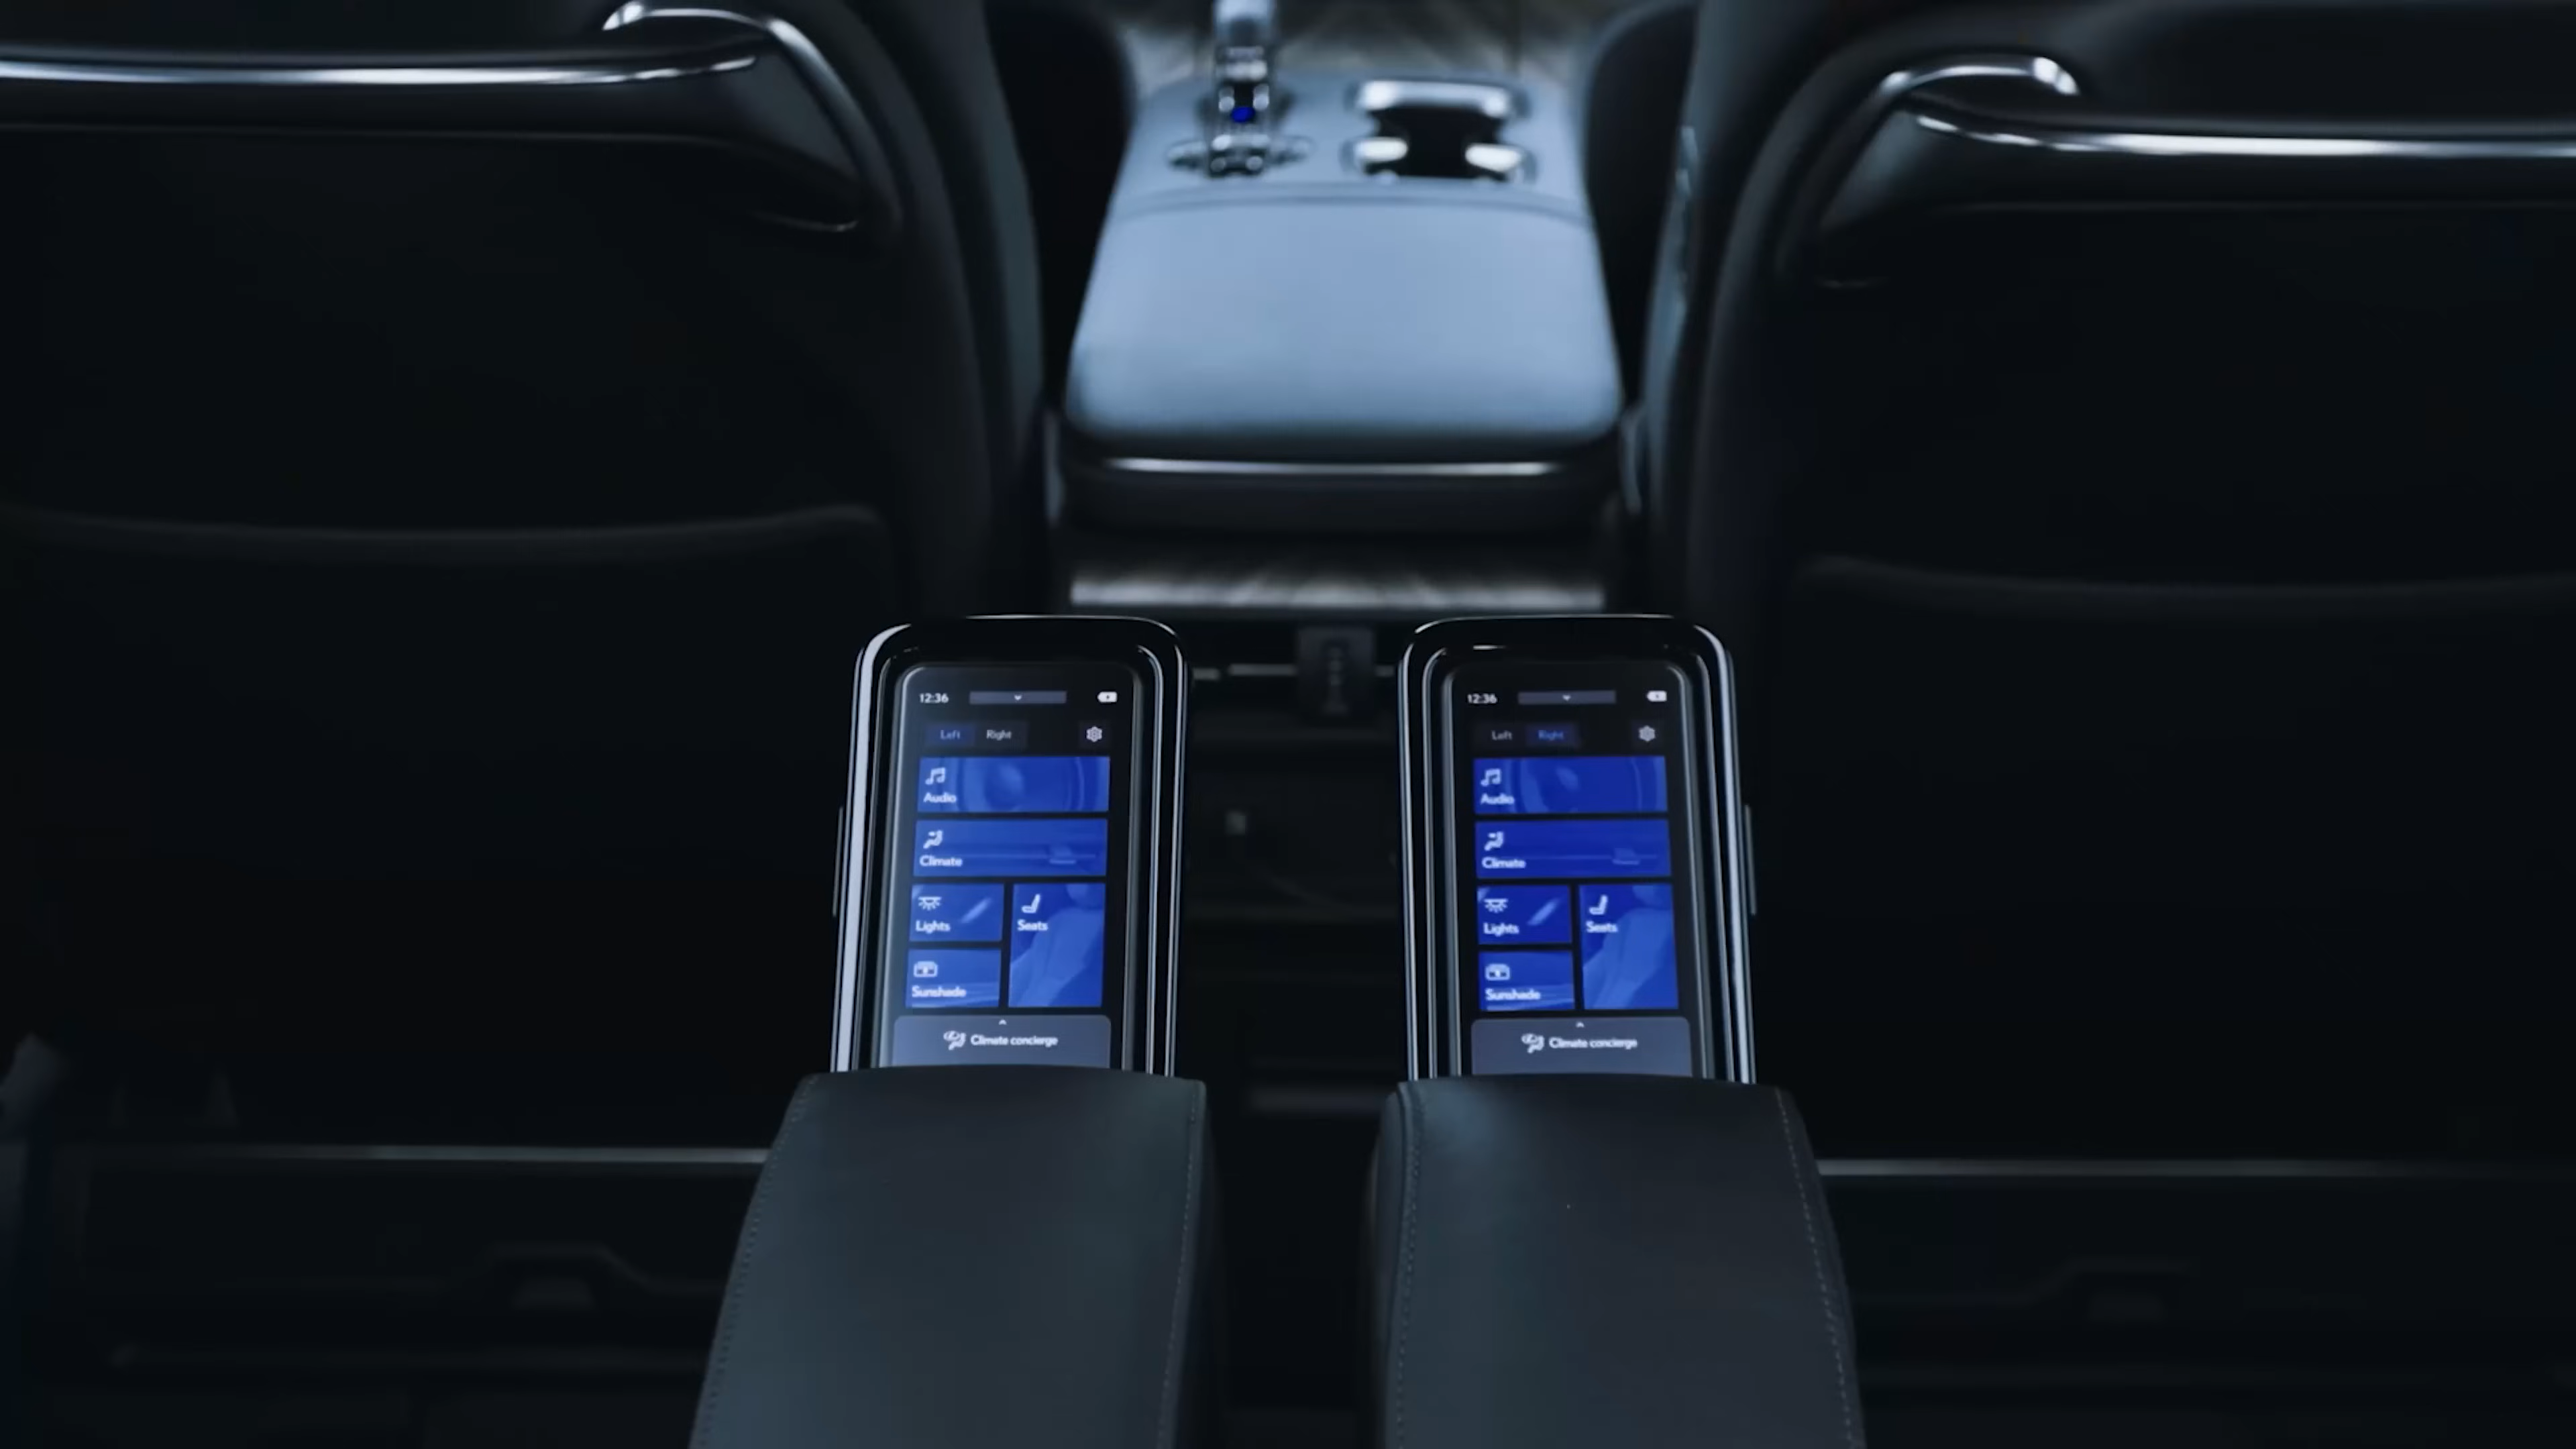 12:36
Left Right
Audio
Climate
Lights
Seats
Sunshade
Climate concierge
12:36
Left Right
Audio
Climate
Lights
Seats
Sunshade
Climate concierge